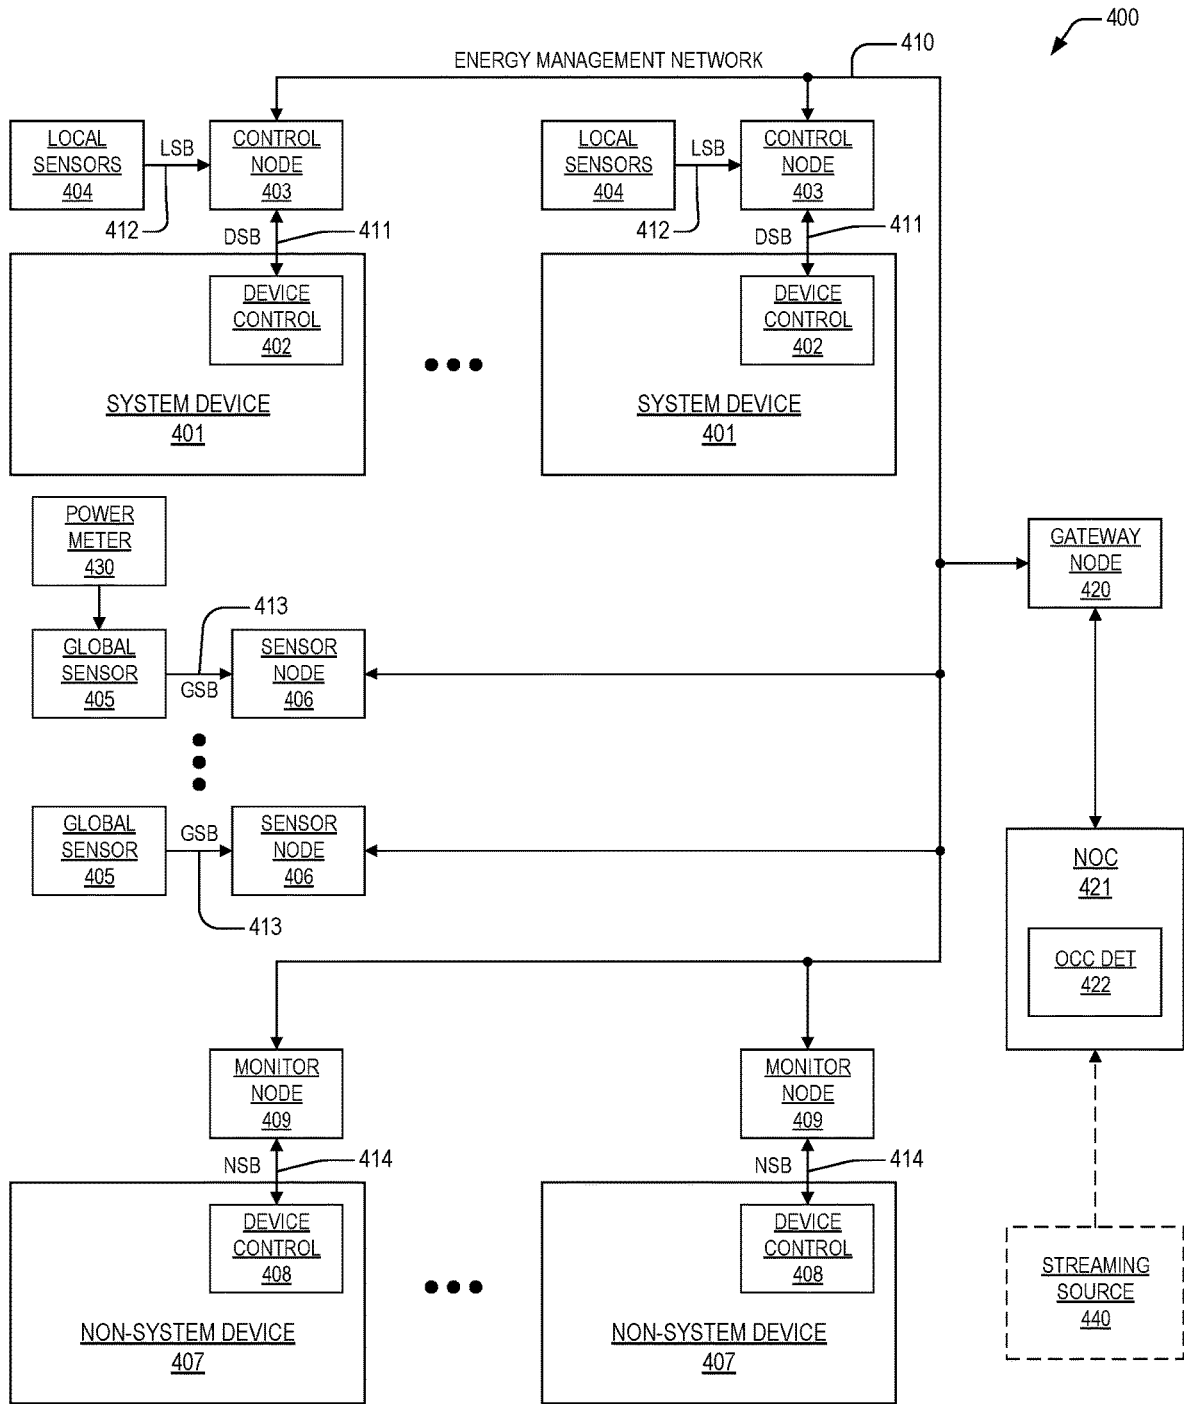 400
410
ENERGY MANAGEMENT NETWORK
LOCAL
SENSORS
404
LSB
412
CONTROL
NODE
403
DSB
411
DEVICE
CONTROL
402
SYSTEM DEVICE
401
LOCAL
SENSORS
404
LSB
412
CONTROL
NODE
403
DSB
411
DEVICE
CONTROL
402
SYSTEM DEVICE
401
POWER
METER
430
GLOBAL
SENSOR
405
413
GSB
SENSOR
NODE
406
GATEWAY
NODE
420
GLOBAL
SENSOR
405
GSB
413
SENSOR
NODE
406
NOC
421
OCC DET
422
MONITOR
NODE
409
NSB
414
DEVICE
CONTROL
408
NON-SYSTEM DEVICE
407
MONITOR
NODE
409
NSB
414
DEVICE
CONTROL
408
NON-SYSTEM DEVICE
407
STREAMING
SOURCE
440